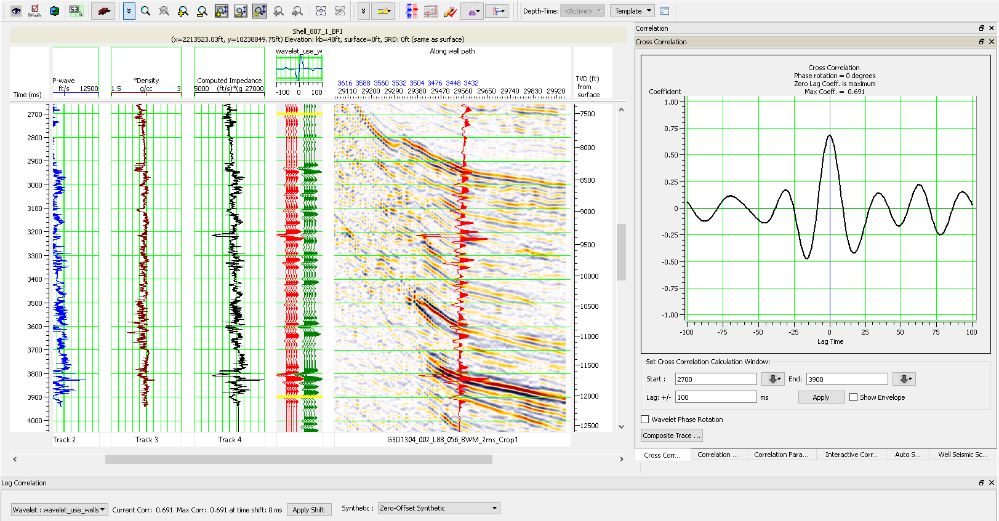 Defaults
53
Depth-Time: <Active>
Template
Shell_807_1_BP1
(x=2213523.03ft, y=10238849.75ft) Elevation: kb=48ft, surface=0ft, SRD: 0ft (same as surface)
wavelet_use_w
Along well path
P-wave
ft/s 12500
*Density
1.5 g/cc 3
Computed Impedance
5000 (ft/s)*(g 27000
-100 0 100
3616 3588 3560 3532 3504 3476 3448 3432
29110 29200 29290 29380 29470 29560 29650 29740 29830 29920
TVD (ft)
from
surface
Time (ms)
2700
2800
2900
3000
3100
3200
3300
3400
3500
3600
3700
3800
3900
4000
7500
8000
8500
9000
9500
10000
10500
11000
11500
12000
12500
Track 2
Track 3
Track 4
G3D1304_002_L88_056_BWM_2ms_Crop1
Correlation
Cross Correlation
Cross Correlation
Phase rotation = 0 degrees
Zero Lag Coeff. is maximum
Max Coeff. = 0.691
Coefficient
1.00
0.75
0.50
0.25
0
-0.25
-0.50
-0.75
-1.00
-100 -75 -50 -25 0 25 50 75 100
Lag Time
Set Cross Correlation Calculation Window:
Start : 2700 End: 3900
Lag: +/- 100 ms Apply Show Envelope
Wavelet Phase Rotation
Composite Trace ...
Cross Corr... Correlation ... Correlation Para... Interactive Corr... Auto S... Well Seismic Sc...
Log Correlation
Wavelet : wavelet_use_wells Current Corr: 0.691 Max Corr: 0.691 at time shift: 0 ms Apply Shift Synthetic : Zero-Offset Synthetic